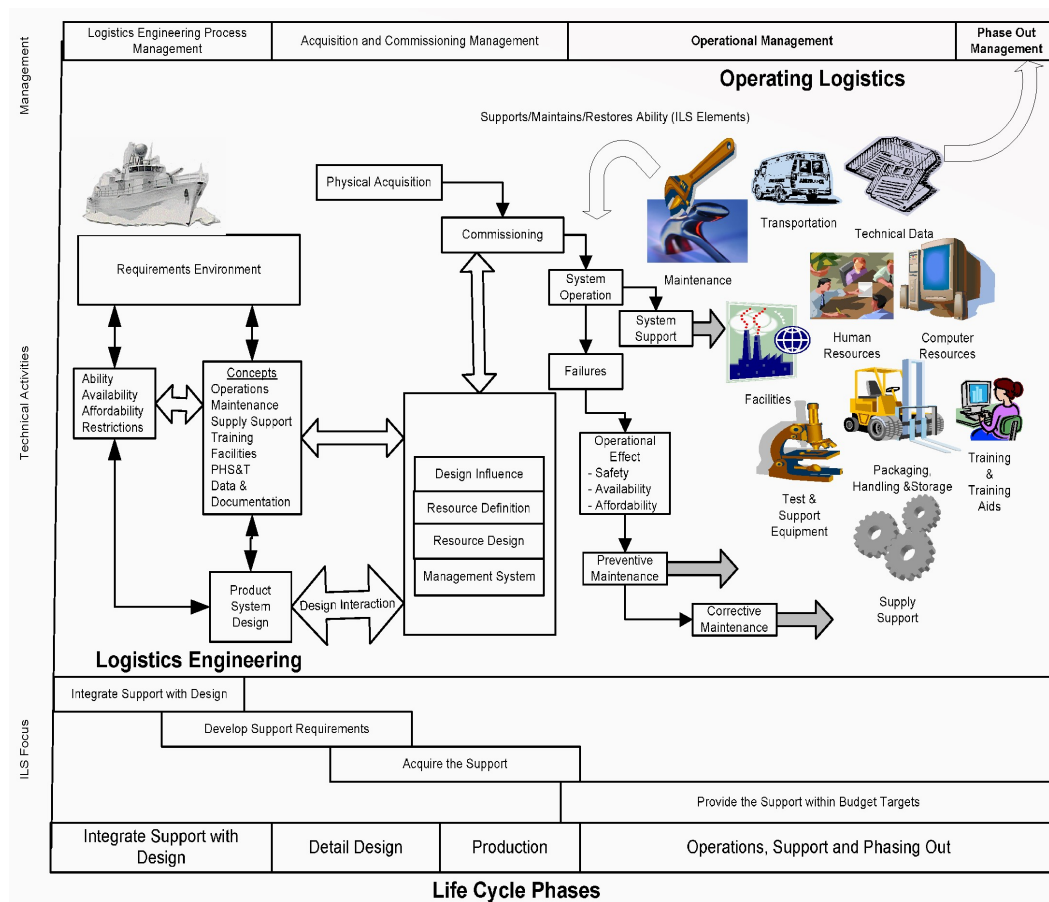 Management
Logistics Engineering Process
Management
Acquisition and Commissioning Management
Operational Management
Phase Out
Management
Operating Logistics
Supports/Maintains/Restores Ability (ILS Elements)
Technical Activities
Physical Acquisition
Commissioning
Requirements Environment
System
Operation
System
Support
Failures
Operational
Effect
- Safety
- Availability
- Affordability
Preventive
Maintenance
Corrective
Maintenance
Ability
Availability
Affordability
Restrictions
Concepts
Operations
Maintenance
Supply Support
Training
Facilities
PHS&T
Data &
Documentation
Design Influence
Resource Definition
Resource Design
Management System
Product
System
Design
Design Interaction
Maintenance
Transportation
Technical Data
Human
Resources
Computer
Resources
Facilities
Test &
Support
Equipment
Packaging,
Handling &Storage
Training
&
Training
Aids
Supply
Support
Logistics Engineering
ILS Focus
Integrate Support with Design
Develop Support Requirements
Acquire the Support
Provide the Support within Budget Targets
Integrate Support with
Design
Detail Design
Production
Operations, Support and Phasing Out
Life Cycle Phases